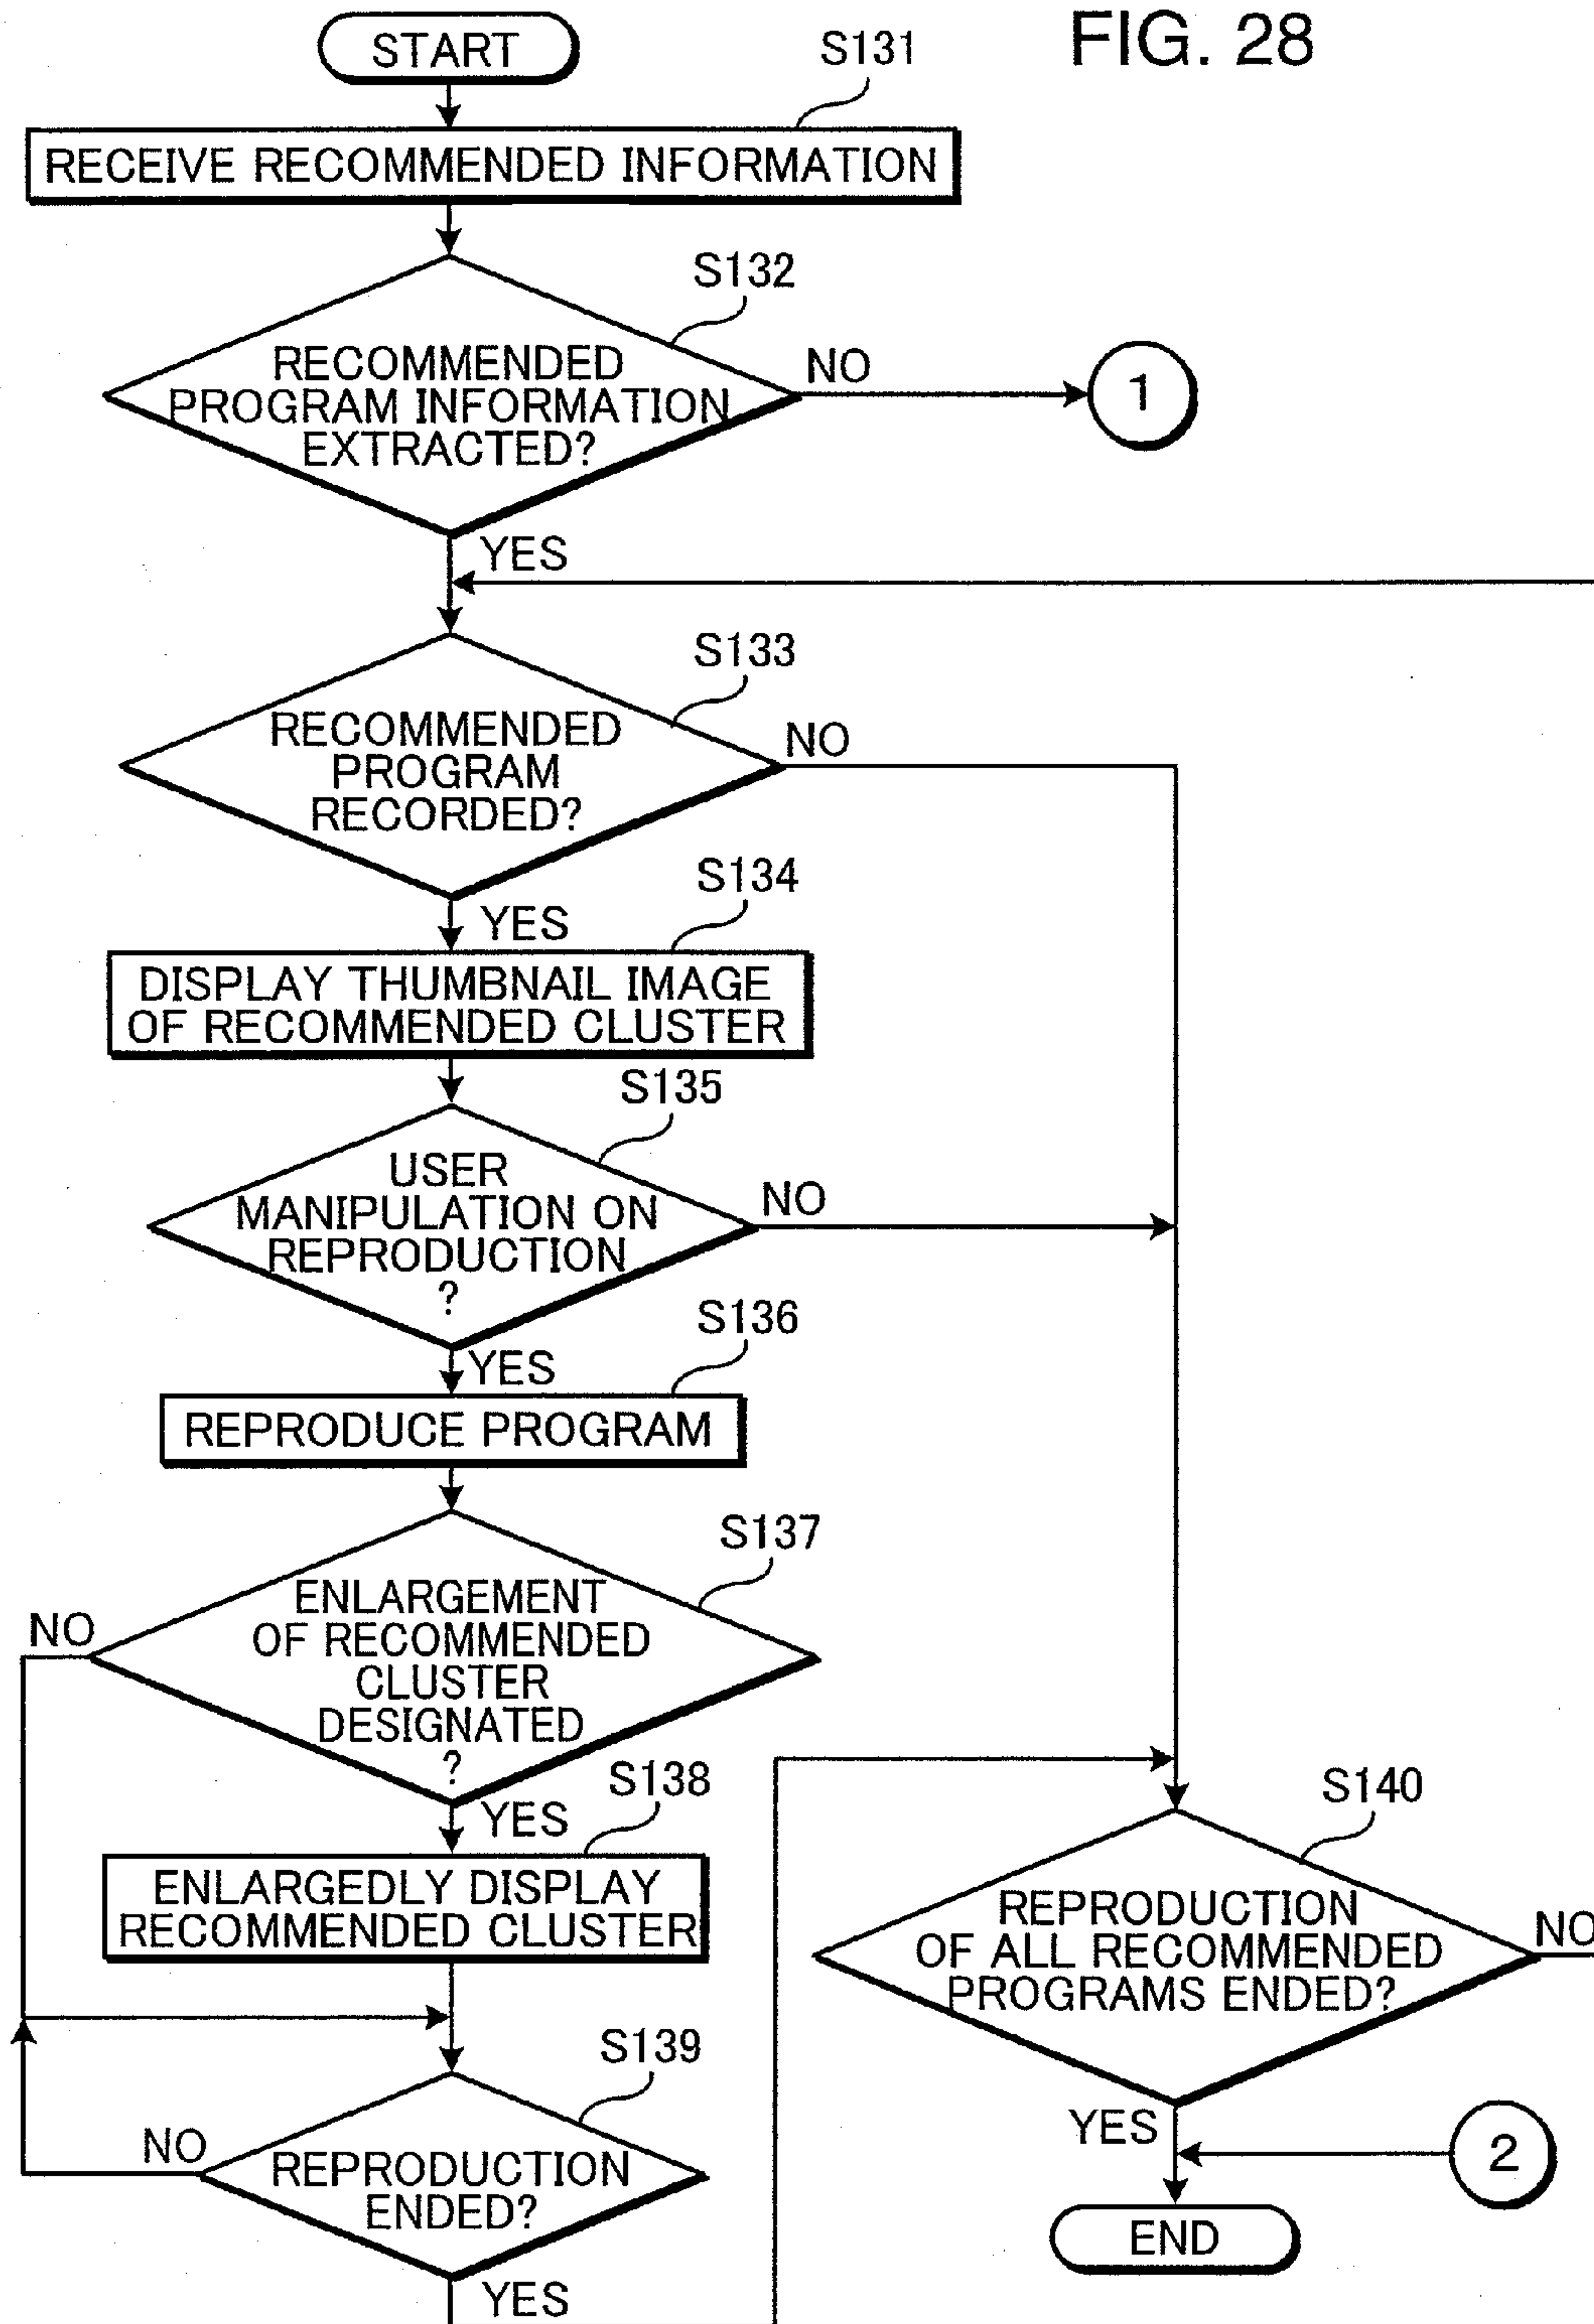 FIG. 28
START
S131
RECEIVE RECOMMENDED INFORMATION
S132
RECOMMENDED
PROGRAM INFORMATION
EXTRACTED?
NO
1
YES
S133
RECOMMENDED
PROGRAM
RECORDED?
NO
S134
YES
DISPLAY THUMBNAIL IMAGE
OF RECOMMENDED CLUSTER
S135
USER
MANIPULATION ON
REPRODUCTION
?
NO
S136
YES
REPRODUCE PROGRAM
S137
ENLARGEMENT
OF RECOMMENDED
CLUSTER
DESIGNATED
?
NO
S138
YES
ENLARGEDLY DISPLAY
RECOMMENDED CLUSTER
S139
REPRODUCTION
ENDED?
NO
YES
S140
REPRODUCTION
OF ALL RECOMMENDED
PROGRAMS ENDED?
NO
YES
2
END